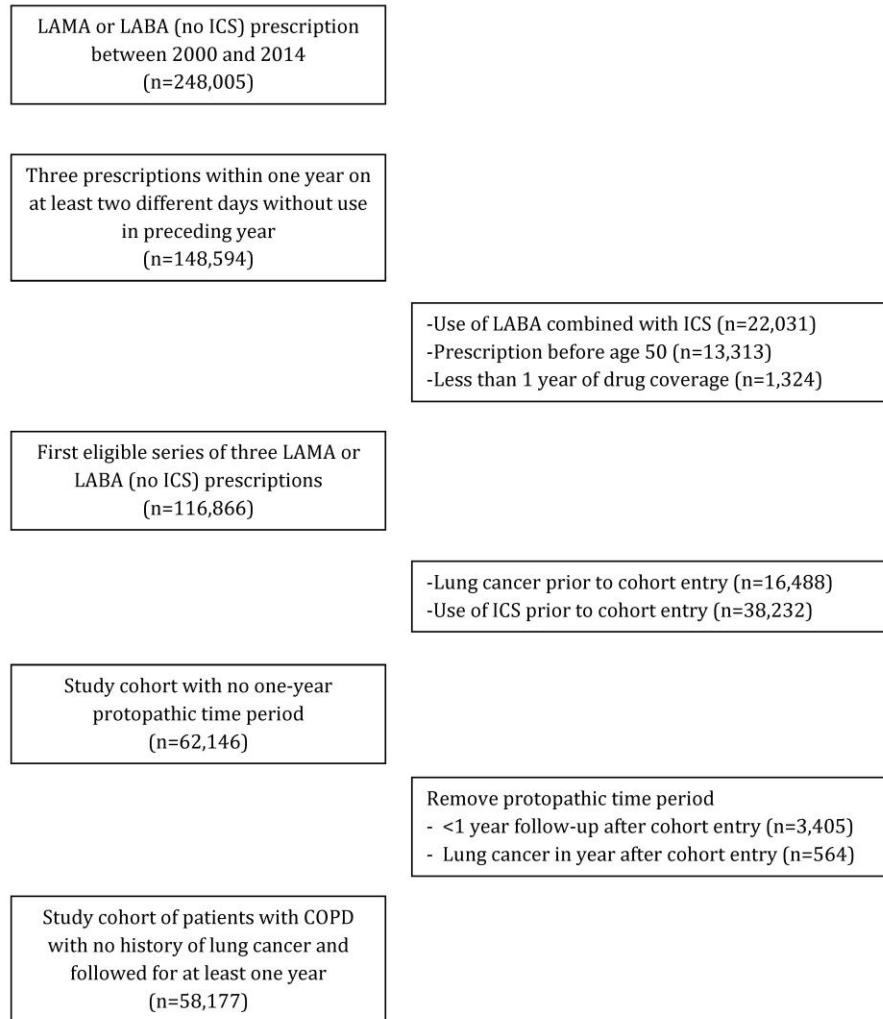 LAMA or LABA (no ICS) prescription
between 2000 and 2014
(n=248,005)
Three prescriptions within one year on
at least two different days without use
in preceding year
(n=148,594)
-Use of LABA combined with ICS (n=22,031)
-Prescription before age 50 (n=13,313)
-Less than 1 year of drug coverage (n=1,324)
First eligible series of three LAMA or
LABA (no ICS) prescriptions
(n=116,866)
-Lung cancer prior to cohort entry (n=16,488)
-Use of ICS prior to cohort entry (n=38,232)
Study cohort with no one-year
protopathic time period
(n=62,146)
Remove protopathic time period
- <1 year follow-up after cohort entry (n=3,405)
- Lung cancer in year after cohort entry (n=564)
Study cohort of patients with COPD
with no history of lung cancer and
followed for at least one year
(n=58,177)